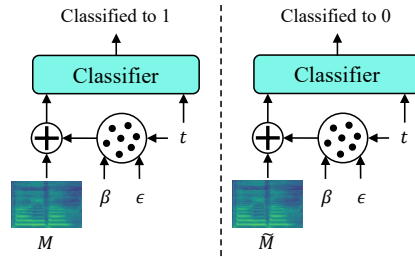 Classified to 1
Classifier
t
β ϵ
M
Classified to 0
Classifier
t
β ϵ
M̃